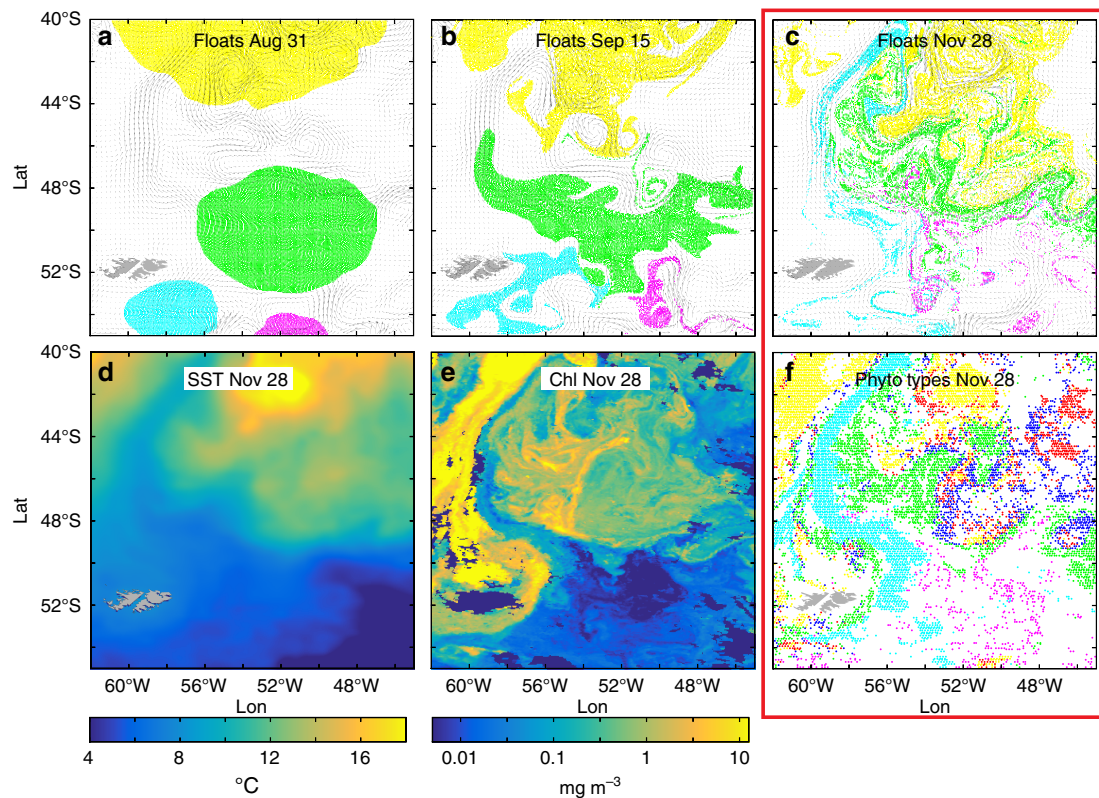 40°S
a
Floats Aug 31
b
Floats Sep 15
c
Floats Nov 28
44°S
Lat
48°S
52°S
40°S
d
SST Nov 28
e
Chl Nov 28
f
Phyto types Nov 28
44°S
Lat
48°S
52°S
60°W 56°W 52°W 48°W
60°W 56°W 52°W 48°W
60°W 56°W 52°W 48°W
Lon
Lon
Lon
4 8 12 16
0.01 0.1 1 10
°C
mg m⁻³